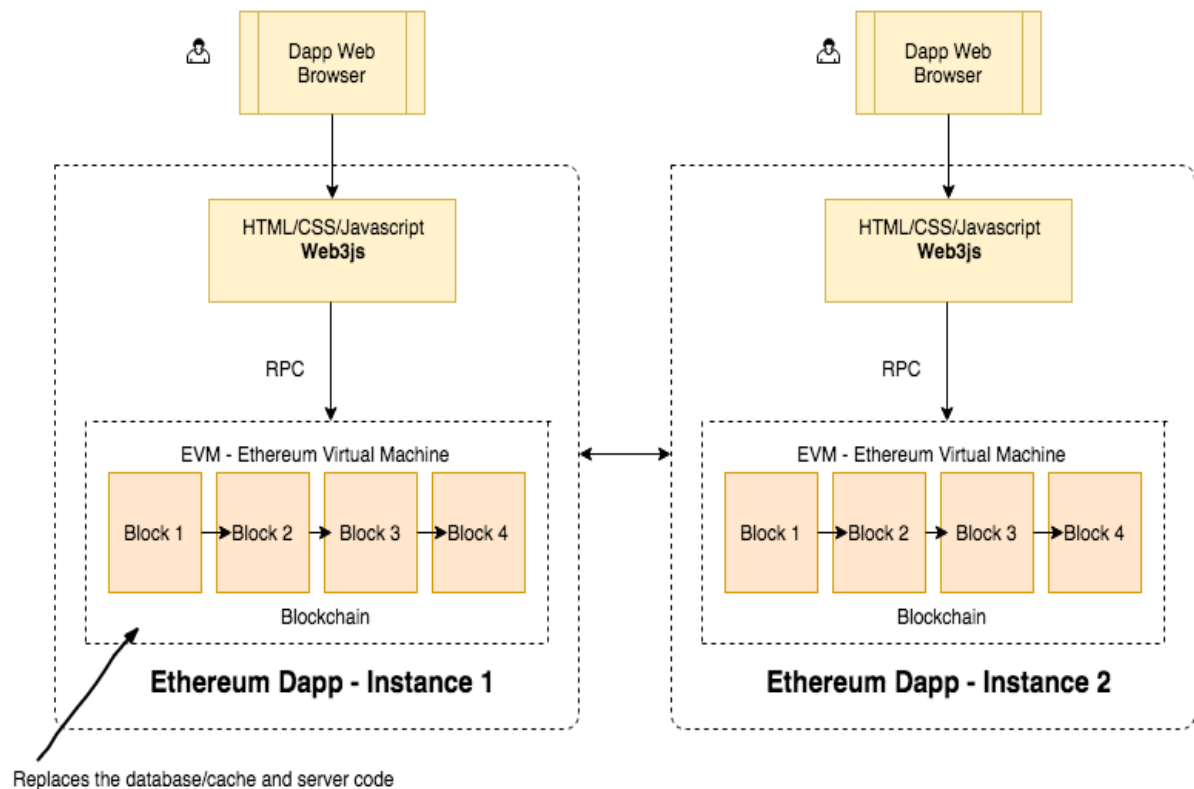 Dapp Web
Browser
Dapp Web
Browser
HTML/CSS/Javascript
Web3js
HTML/CSS/Javascript
Web3js
RPC
RPC
EVM - Ethereum Virtual Machine
EVM - Ethereum Virtual Machine
Block 1
Block 2
Block 3
Block 4
Block 1
Block 2
Block 3
Block 4
Blockchain
Blockchain
Ethereum Dapp - Instance 1
Ethereum Dapp - Instance 2
Replaces the database/cache and server code